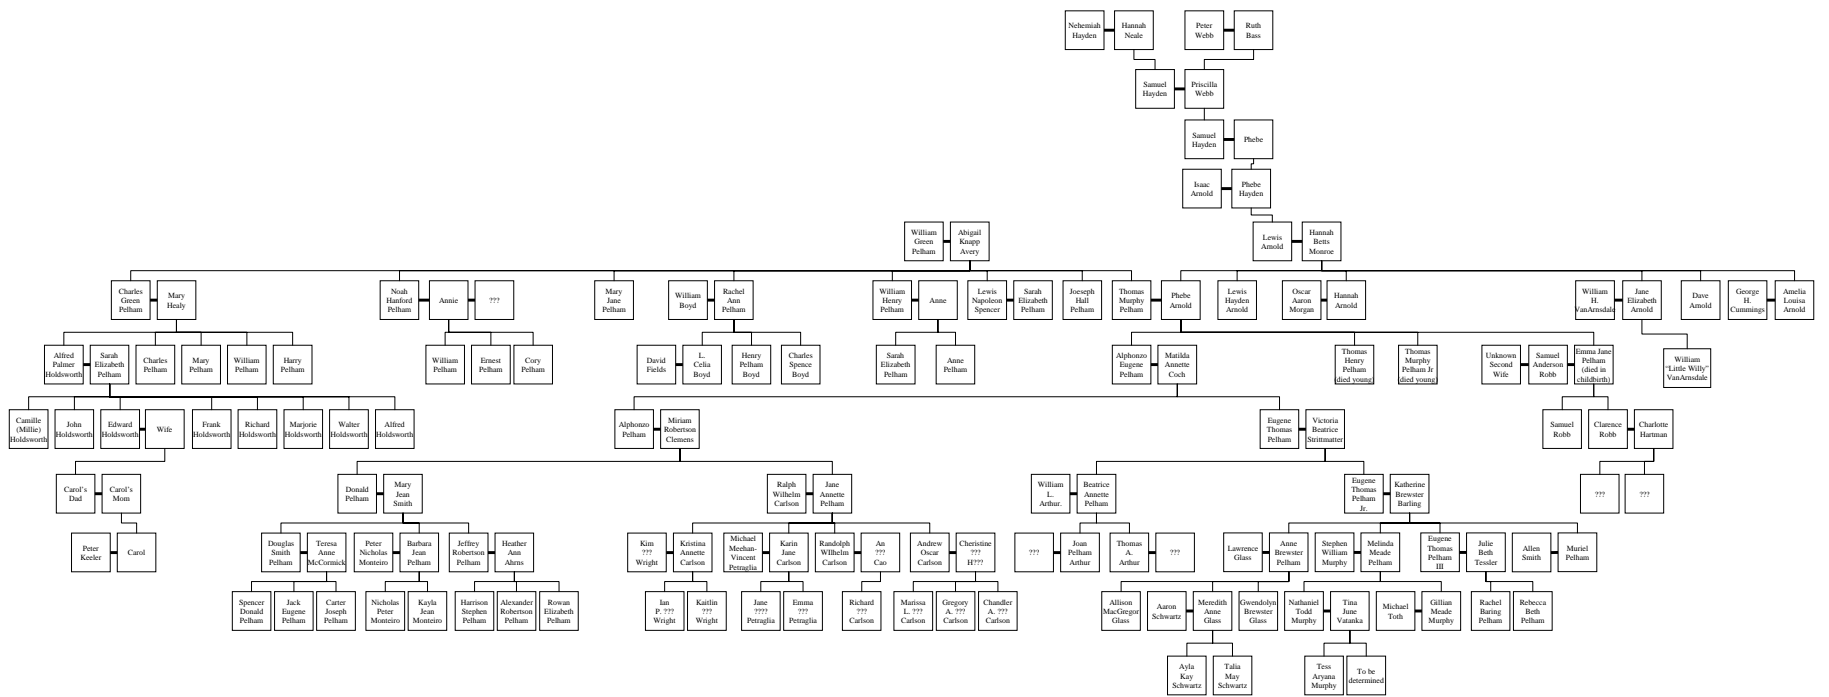 Nehemiah
Hayden
Hannah
Neale
Peter
Webb
Ruth
Bass
Samuel
Hayden
Priscilla
Webb
Samuel
Hayden
Phebe
Isaac
Arnold
Phebe
Hayden
William
Green
Pelham
Abigail
Knapp
Avery
Lewis
Arnold
Hannah
Betts
Monroe
Charles
Green
Pelham
Mary
Healy
Noah
Hanford
Pelham
Annie
???
Mary
Jane
Pelham
William
Boyd
Rachel
Ann
Pelham
William
Henry
Pelham
Anne
Lewis
Napoleon
Spencer
Sarah
Elizabeth
Pelham
Joeseph
Hall
Pelham
Thomas
Murphy
Pelham
Phebe
Arnold
Lewis
Hayden
Arnold
Oscar
Aaron
Morgan
Hannah
Arnold
William
H.
VanArnsdale
Jane
Elizabeth
Arnold
Dave
Arnold
George
H.
Cummings
Amelia
Louisa
Arnold
Alfred
Palmer
Holdsworth
Sarah
Elizabeth
Pelham
Charles
Pelham
Mary
Pelham
William
Pelham
Harry
Pelham
William
Pelham
Ernest
Pelham
Cory
Pelham
David
Fields
L.
Celia
Boyd
Henry
Pelham
Boyd
Charles
Spence
Boyd
Sarah
Elizabeth
Pelham
Anne
Pelham
Alphonzo
Eugene
Pelham
Matilda
Annette
Coch
Thomas
Henry
Pelham
(died young)
Thomas
Murphy
Pelham Jr
(died young)
Unknown
Second
Wife
Samuel
Anderson
Robb
Emma Jane
Pelham
(died in
childbirth)
William
"Little Willy"
VanArnsdale
Camille
(Millie)
Holdsworth
John
Holdsworth
Edward
Holdsworth
Wife
Frank
Holdsworth
Richard
Holdsworth
Marjorie
Holdsworth
Walter
Holdsworth
Alfred
Holdsworth
Alphonzo
Pelham
Miriam
Robertson
Clemens
Eugene
Thomas
Pelham
Victoria
Beatrice
Strittmatter
Samuel
Robb
Clarence
Robb
Charlotte
Hartman
Carol's
Dad
Carol's
Mom
Donald
Pelham
Mary
Jean
Smith
Ralph
Wilhelm
Carlson
Jane
Annette
Pelham
William
L.
Arthur.
Beatrice
Annette
Pelham
Eugene
Thomas
Pelham
Jr.
Katherine
Brewster
Barling
???
???
Peter
Keeler
Carol
Douglas
Smith
Pelham
Teresa
Anne
McCormick
Peter
Nicholas
Monteiro
Barbara
Jean
Pelham
Jeffrey
Robertson
Pelham
Heather
Ann
Ahrns
Kim
???
Wright
Kristina
Annette
Carlson
Michael
Meehan-
Vincent
Petraglia
Karin
Jane
Carlson
Randolph
WIlhelm
Carlson
An
???
Cao
Andrew
Oscar
Carlson
Cheristine
???
H???
???
Joan
Pelham
Arthur
Thomas
A.
Arthur
???
Lawrence
Glass
Anne
Brewster
Pelham
Stephen
William
Murphy
Melinda
Meade
Pelham
Eugene
Thomas
Pelham
III
Julie
Beth
Tessler
Allen
Smith
Muriel
Pelham
Spencer
Donald
Pelham
Jack
Eugene
Pelham
Carter
Joseph
Pelham
Nicholas
Peter
Monteiro
Kayla
Jean
Monteiro
Harrison
Stephen
Pelham
Alexander
Robertson
Pelham
Rowan
Elizabeth
Pelham
Ian
P. ???
Wright
Kaitlin
???
Wright
Jane
????
Petraglia
Emma
???
Petraglia
Richard
???
Carlson
Marissa
L. ???
Carlson
Gregory
A. ???
Carlson
Chandler
A. ???
Carlson
Allison
MacGregor
Glass
Aaron
Schwartz
Meredith
Anne
Glass
Gwendolyn
Brewster
Glass
Nathaniel
Todd
Murphy
Tina
June
Vatanka
Michael
Toth
Gillian
Meade
Murphy
Rachel
Baring
Pelham
Rebecca
Beth
Pelham
Ayla
Kay
Schwartz
Talia
May
Schwartz
Tess
Aryana
Murphy
To be
determined